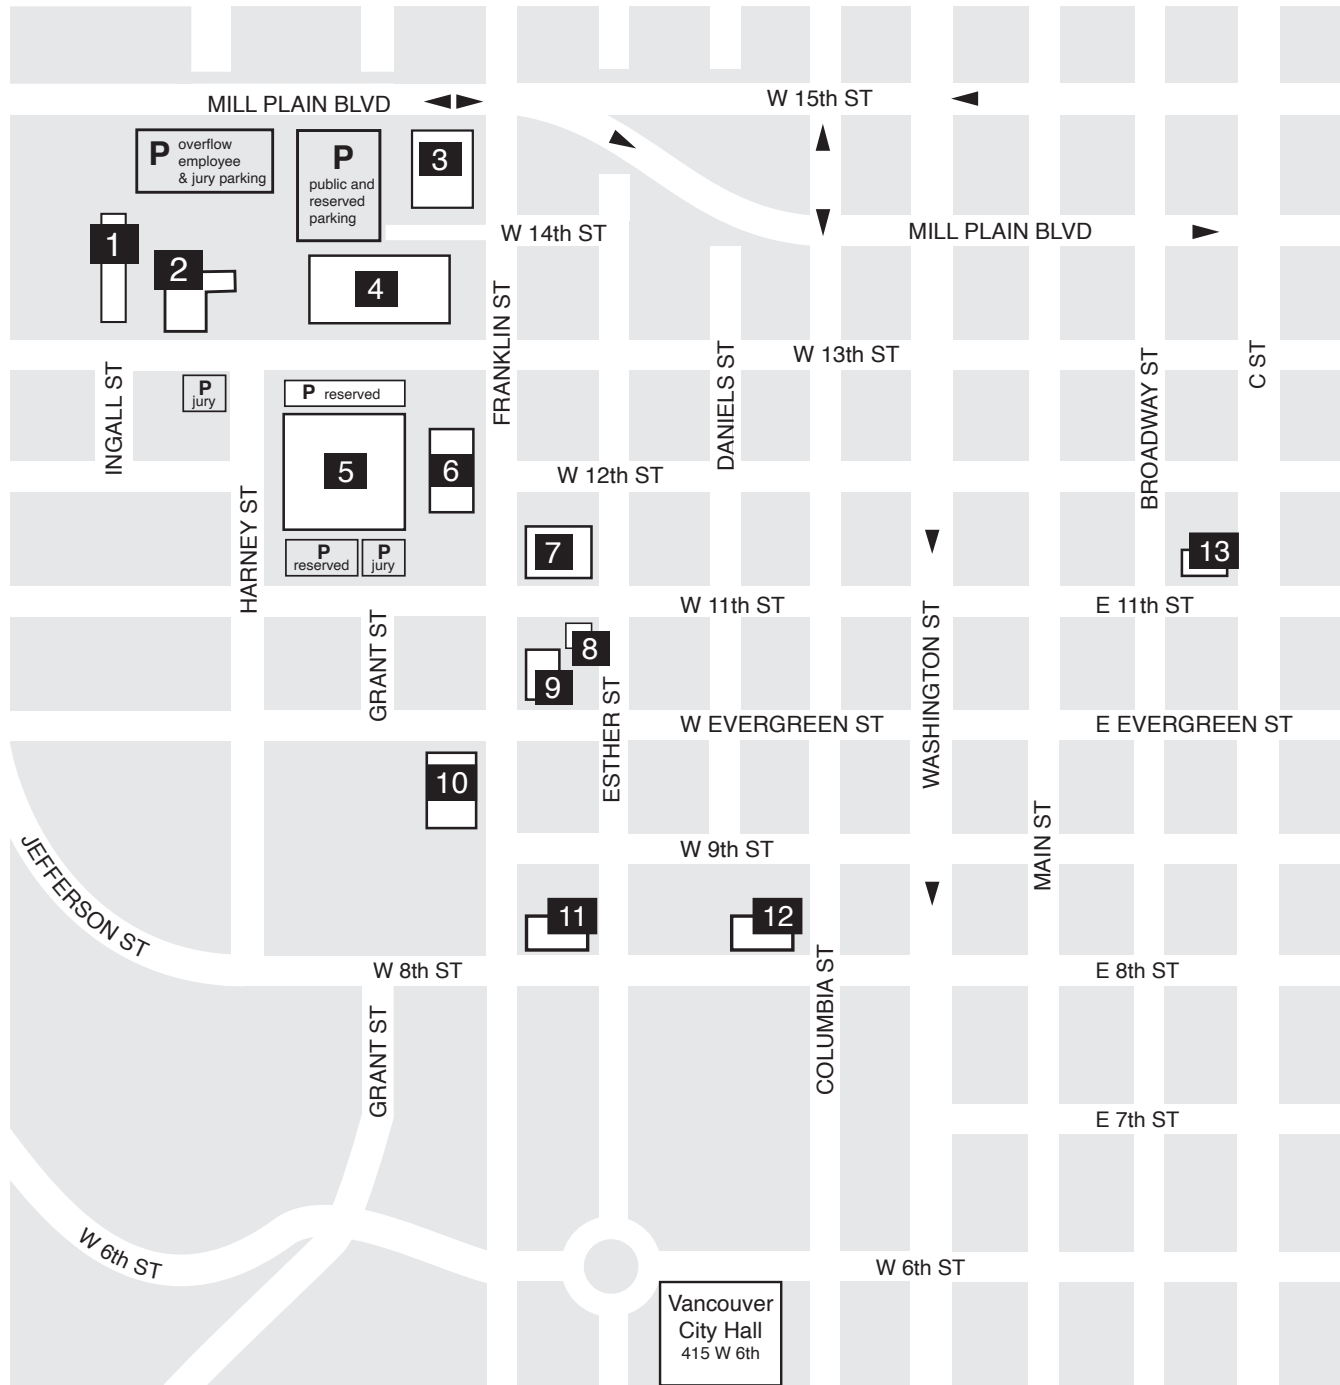 MILL PLAIN BLVD
W 15th ST
P overflow
employee
& jury parking
P
public and
reserved
parking
3
1
2
4
W 14th ST
MILL PLAIN BLVD
FRANKLIN ST
W 13th ST
INGALL ST
DANIELS ST
BROADWAY ST
C ST
P
jury
P reserved
5
6
W 12th ST
HARNEY ST
P
reserved
P
jury
7
13
W 11th ST
E 11th ST
GRANT ST
8
9
ESTHER ST
WASHINGTON ST
W EVERGREEN ST
E EVERGREEN ST
10
JEFFERSON ST
W 9th ST
MAIN ST
11
12
W 8th ST
COLUMBIA ST
E 8th ST
GRANT ST
E 7th ST
W 6th ST
W 6th ST
Vancouver
City Hall
415 W 6th